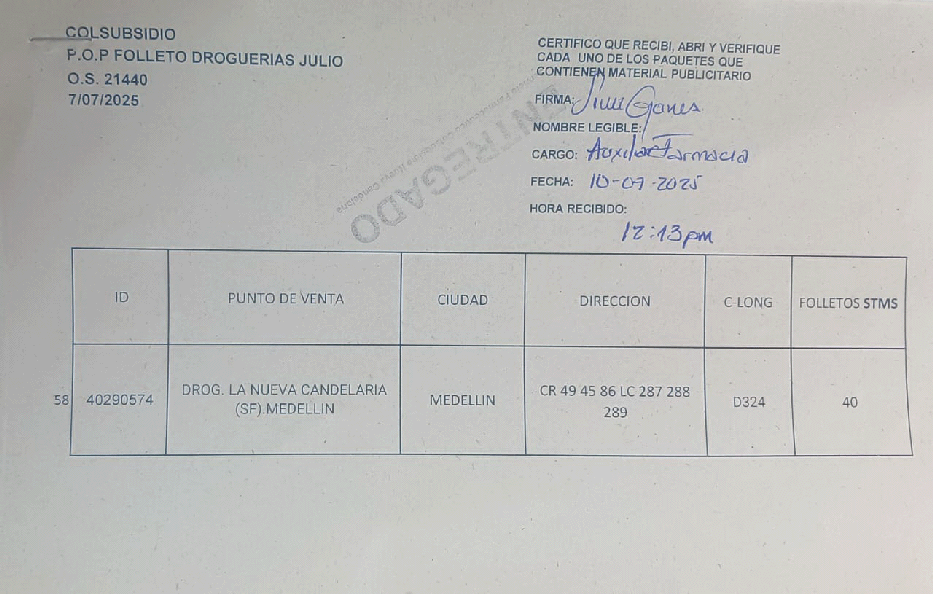 COLSUBSIDIO
P.O.P FOLLETO DROGUERIAS JULIO
O.S. 21440
7/07/2025
CERTIFICO QUE RECIBI, ABRI Y VERIFIQUE
CADA UNO DE LOS PAQUETES QUE
CONTIENEN MATERIAL PUBLICITARIO
FIRMA:
NOMBRE LEGIBLE:
CARGO: Auxiliar Farmacia
FECHA: 10-07-2025
HORA RECIBIDO:
12:13pm
ENTREGADO
ID PUNTO DE VENTA CIUDAD DIRECCION C-LONG FOLLETOS STMS
58 40290574 DROG. LA NUEVA CANDELARIA (SF) MEDELLIN MEDELLIN CR 49 45 86 LC 287 288 289 D324 40